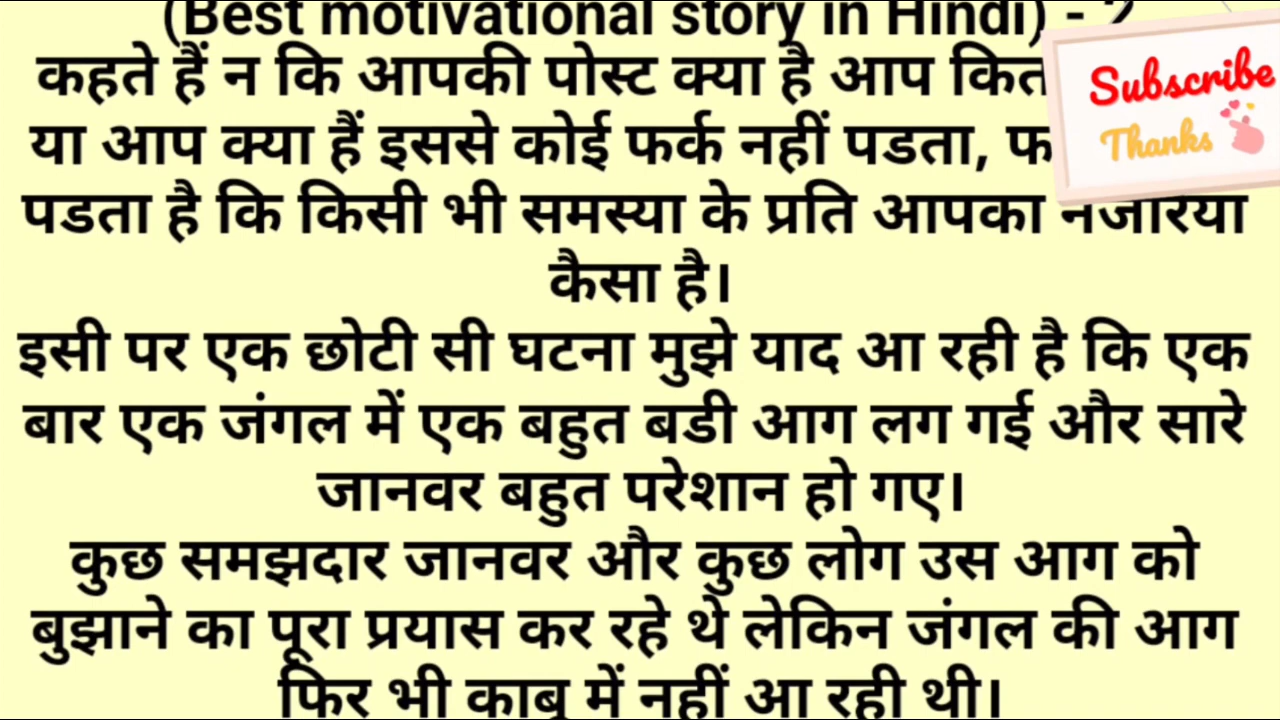 (Best motivational story in Hindi) - 2
कहते हैं न कि आपकी पोस्ट क्या है आप
या आप क्या हैं इससे कोई फर्क नहीं पडता,
पडता है कि किसी भी समस्या के प्रति आपका नजरिया
कैसा है।
इसी पर एक छोटी सी घटना मुझे याद आ रही है कि एक
बार एक जंगल में एक बहुत बडी आग लग गई और सारे
जानवर बहुत परेशान हो गए।
कुछ समझदार जानवर और कुछ लोग उस आग को
बुझाने का पूरा प्रयास कर रहे थे लेकिन जंगल की आग
फिर भी काबू में नहीं आ रही थी।
Subscribe
Thanks